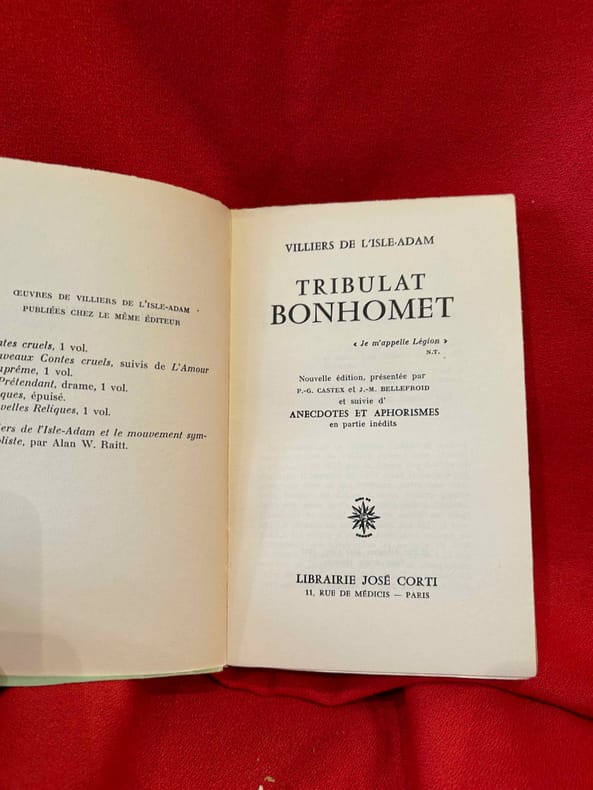 ŒUVRES DE VILLIERS DE L'ISLE-ADAM
PUBLIÉES CHEZ LE MÊME ÉDITEUR
ntes cruels, 1 vol.
uveaux Contes cruels, suivis de L'Amour
uprême, 1 vol.
Prétendant, drame, 1 vol.
iques, épuisé.
velles Reliques, 1 vol.
iers de l'Isle-Adam et le mouvement sym-
oliste, par Alan W. Raitt.
VILLIERS DE L'ISLE-ADAM
TRIBULAT
BONHOMET
« Je m'appelle Légion »
N.T.
Nouvelle édition, présentée par
P.-G. CASTEX et J.-M. BELLEFROID
et suivie d'
ANECDOTES ET APHORISMES
en partie inédits
LIBRAIRIE JOSÉ CORTI
11, RUE DE MÉDICIS — PARIS